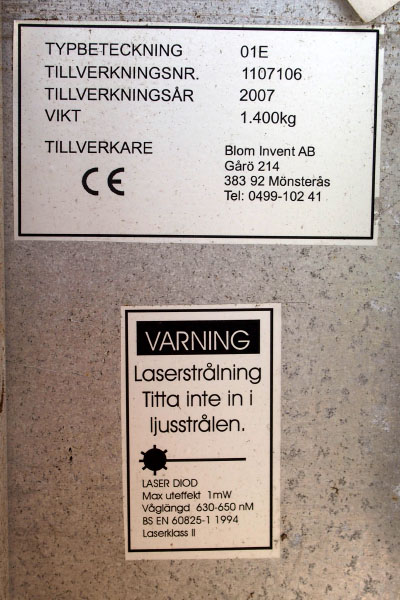 TYPBETECKNING 01E
TILLVERKNINGSNR. 1107106
TILLVERKNINGSÅR 2007
VIKT 1.400kg
TILLVERKARE Blom Invent AB
Gårö 214
383 92 Mönsterås
Tel: 0499-102 41
CE
VARNING
Laserstrålning
Titta inte in i
ljusstrålen.
LASER DIOD
Max uteffekt 1mW
Våglängd 630-650 nM
BS EN 60825-1 1994
Laserklass II